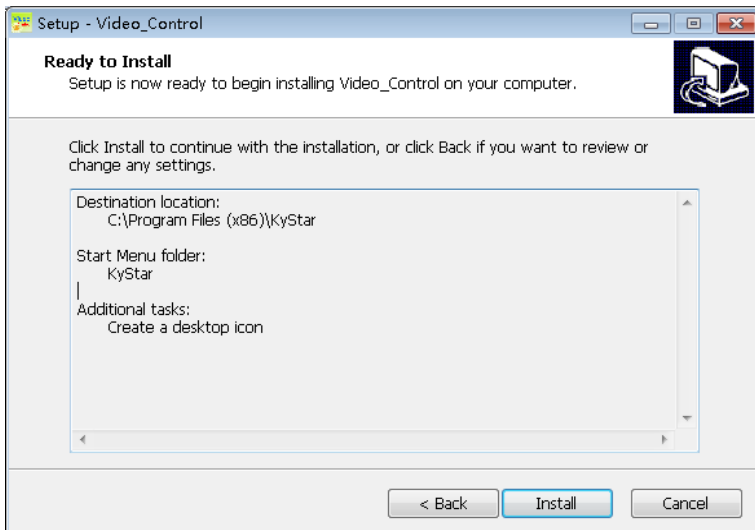 Setup - Video_Control
Ready to Install
Setup is now ready to begin installing Video_Control on your computer.
Click Install to continue with the installation, or click Back if you want to review or
change any settings.
Destination location:
C:\Program Files (x86)\KyStar
Start Menu folder:
KyStar
Additional tasks:
Create a desktop icon
< Back
Install
Cancel